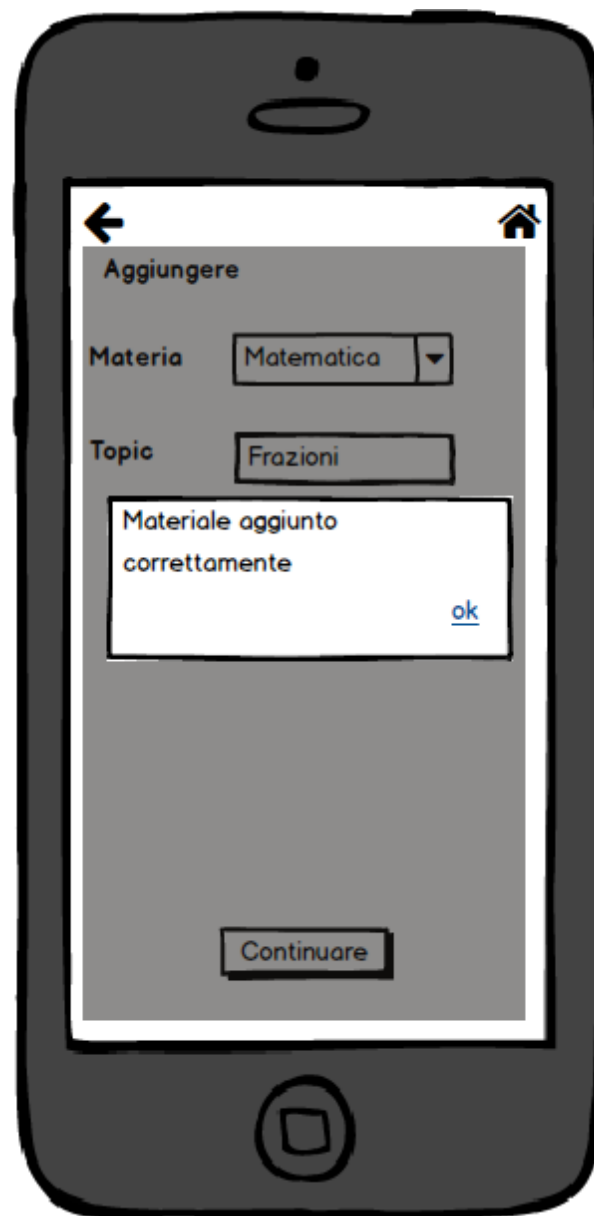 Aggiungere
Materia
Matematica
Topic
Frazioni
Materiale aggiunto
correttamente
ok
Continuare